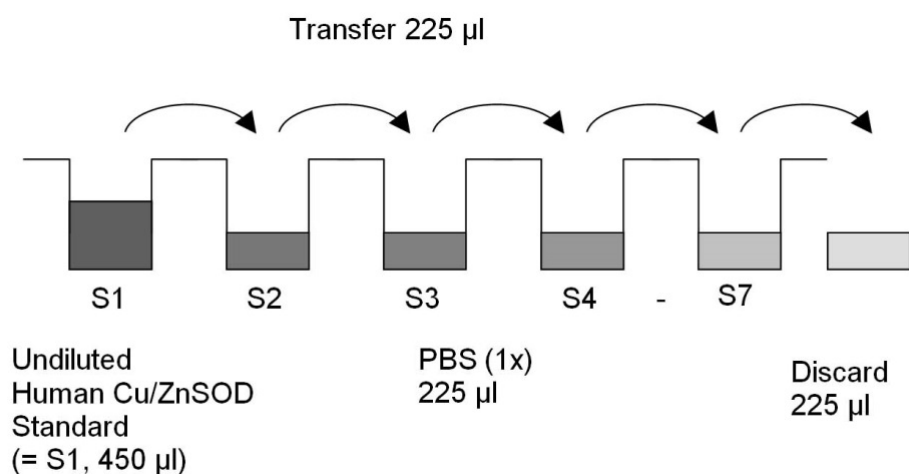 Transfer 225 µl
S1 S2 S3 S4 - S7
Undiluted
Human Cu/ZnSOD
Standard
(= S1, 450 µl)
PBS (1x)
225 µl
Discard
225 µl